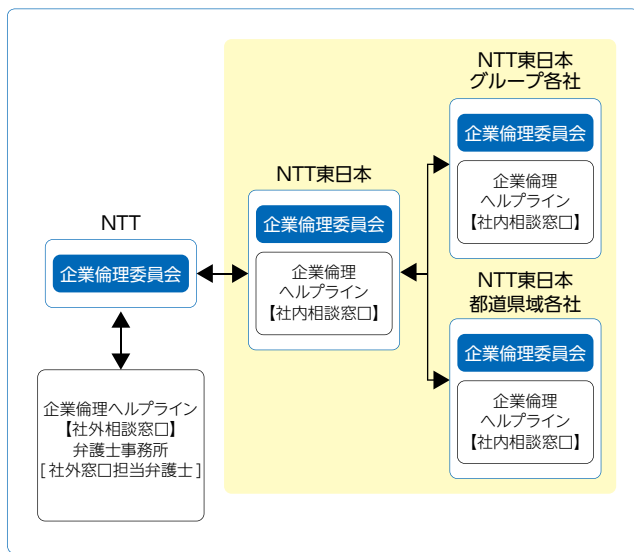 NTT
企業倫理委員会
企業倫理ヘルプライン
【社外相談窓口】
弁護士事務所
[ 社外窓口担当弁護士 ]
NTT東日本
企業倫理委員会
企業倫理
ヘルプライン
【社内相談窓口】
NTT東日本
グループ各社
企業倫理委員会
企業倫理
ヘルプライン
【社内相談窓口】
NTT東日本
都道県域各社
企業倫理委員会
企業倫理
ヘルプライン
【社内相談窓口】